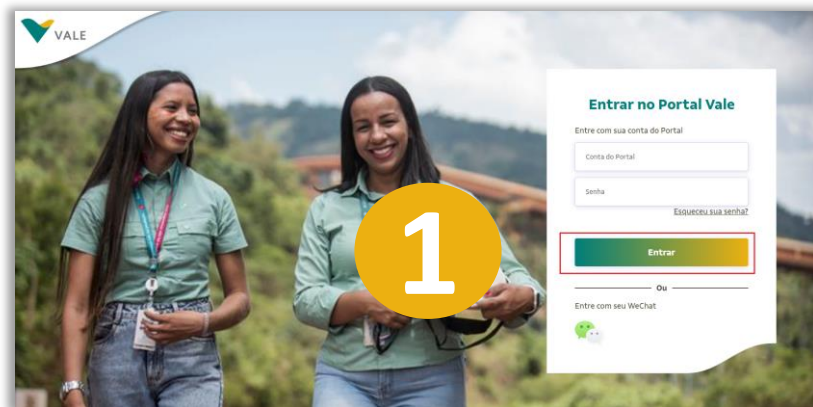 VALE
Entrar no Portal Vale
Entre com sua conta do Portal
Conta do Portal
Senha
Esqueceu sua senha?
1
Entrar
Ou
Entre com seu WeChat